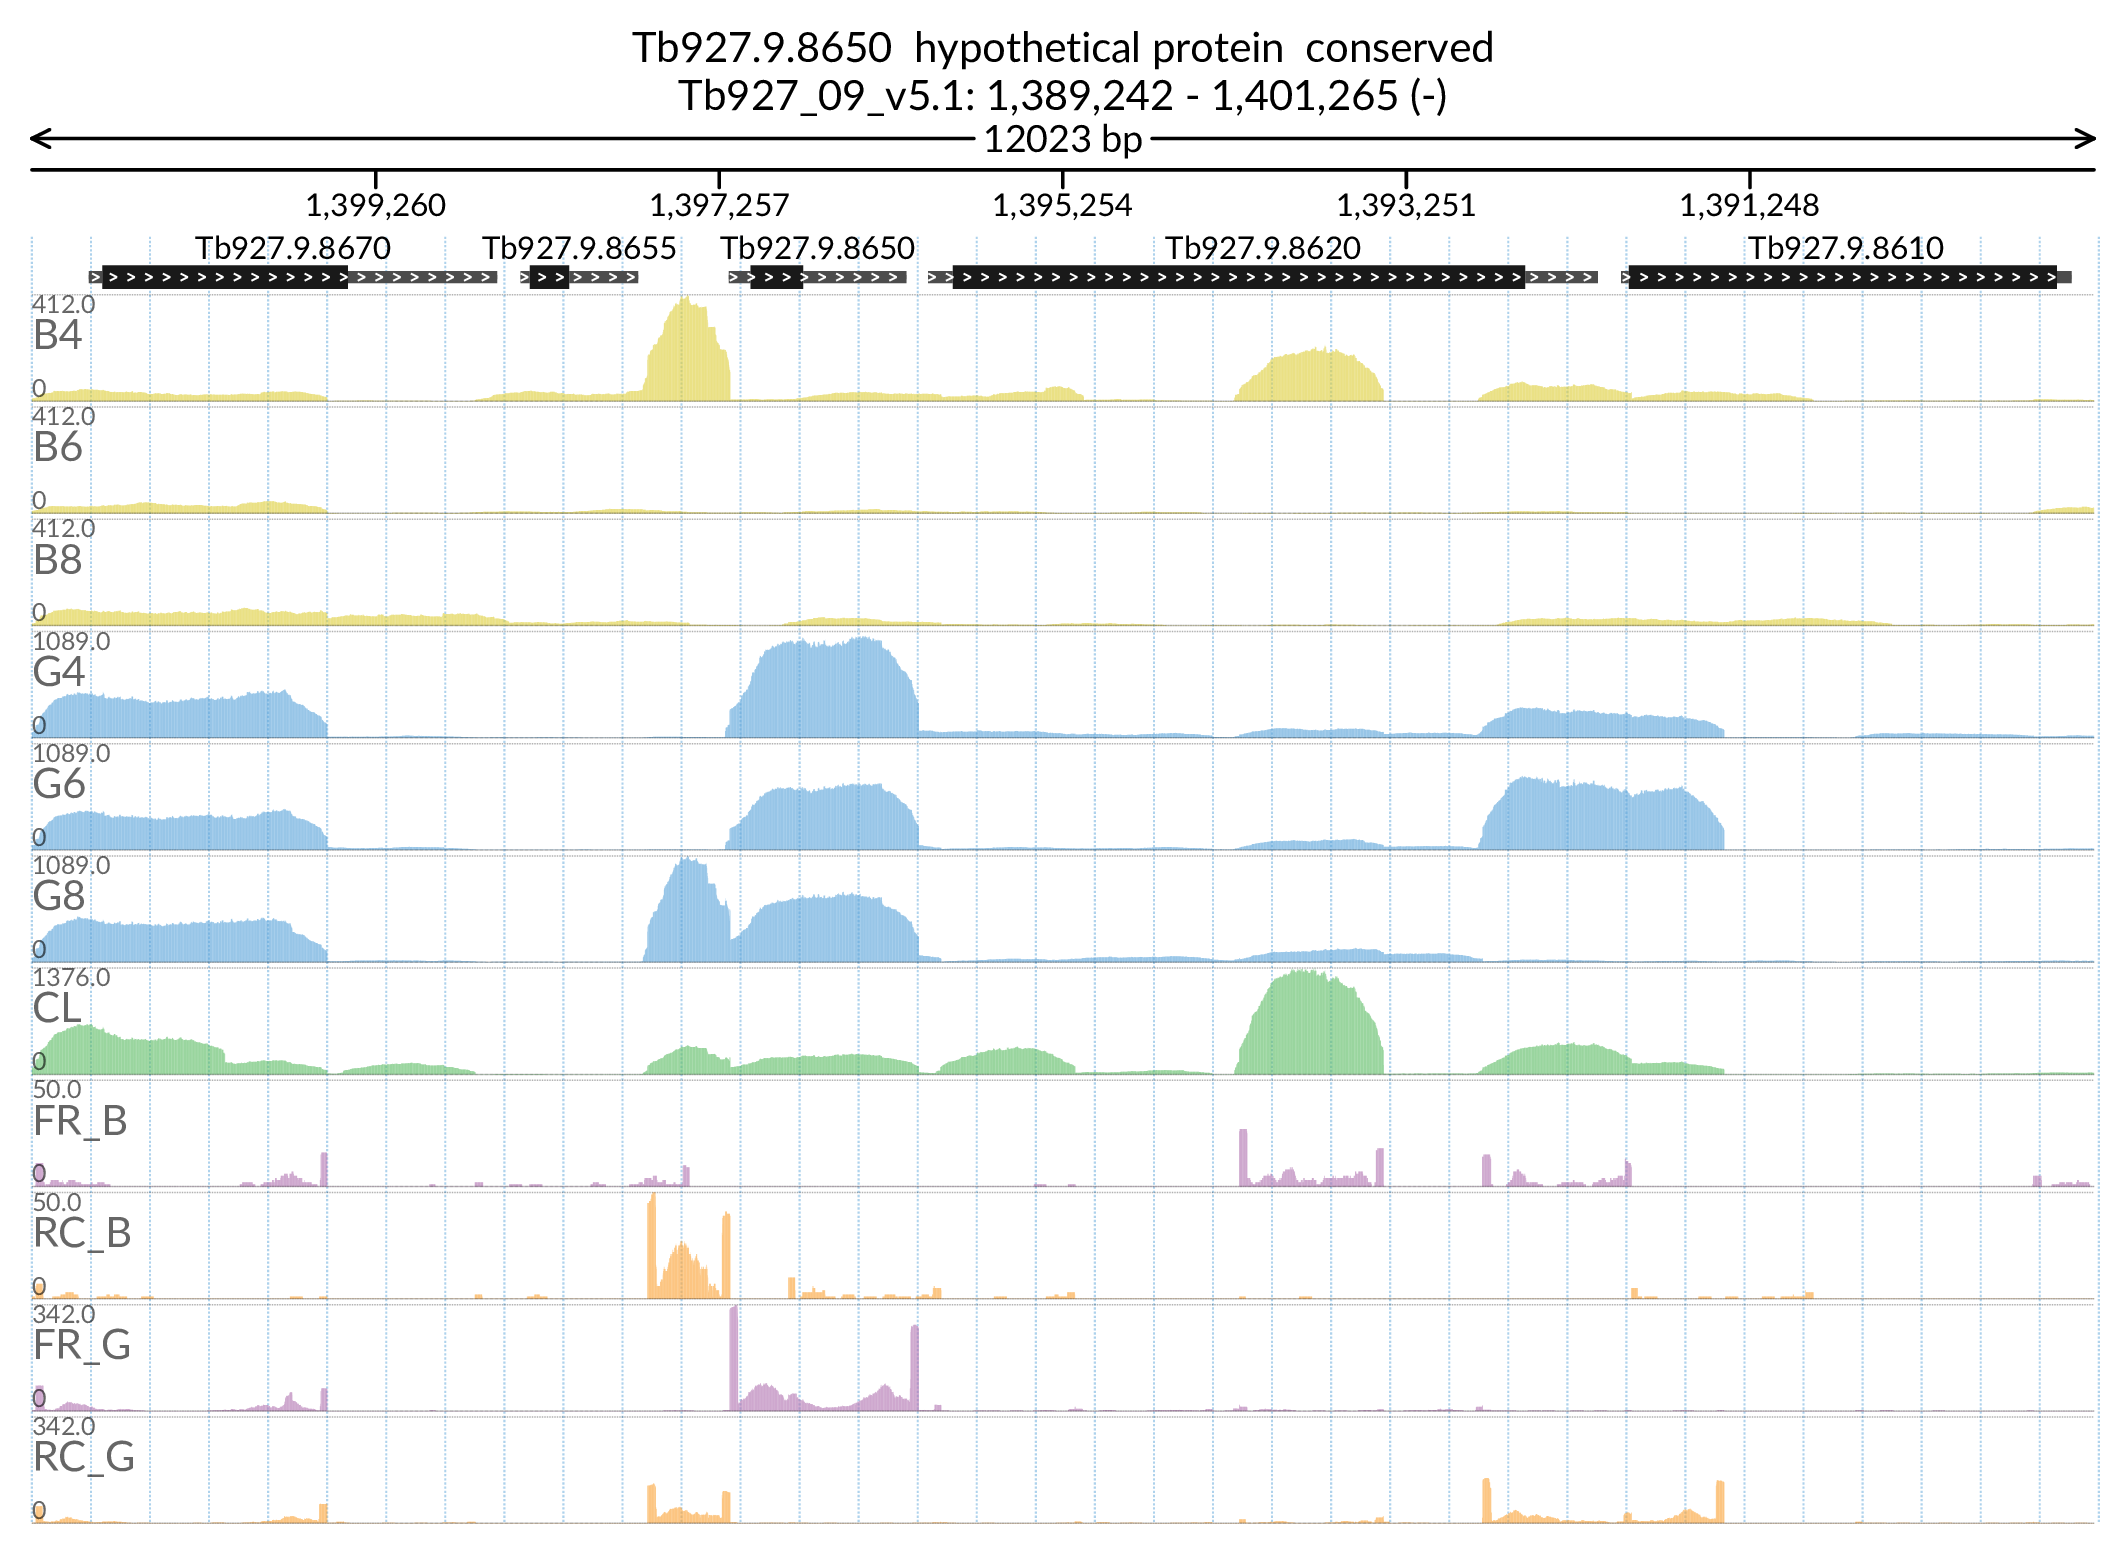 Tb927.9.8650 hypothetical protein conserved
Tb927_09_v5.1: 1,389,242 - 1,401,265 (-)
12023 bp
1,399,260 1,397,257 1,395,254 1,393,251 1,391,248
Tb927.9.8670 Tb927.9.8655 Tb927.9.8650 Tb927.9.8620 Tb927.9.8610
412.0
B4
0
412.0
B6
0
412.0
B8
0
1089.0
G4
0
1089.0
G6
0
1089.0
G8
0
1376.0
CL
0
50.0
FR_B
0
50.0
RC_B
0
342.0
FR_G
0
342.0
RC_G
0